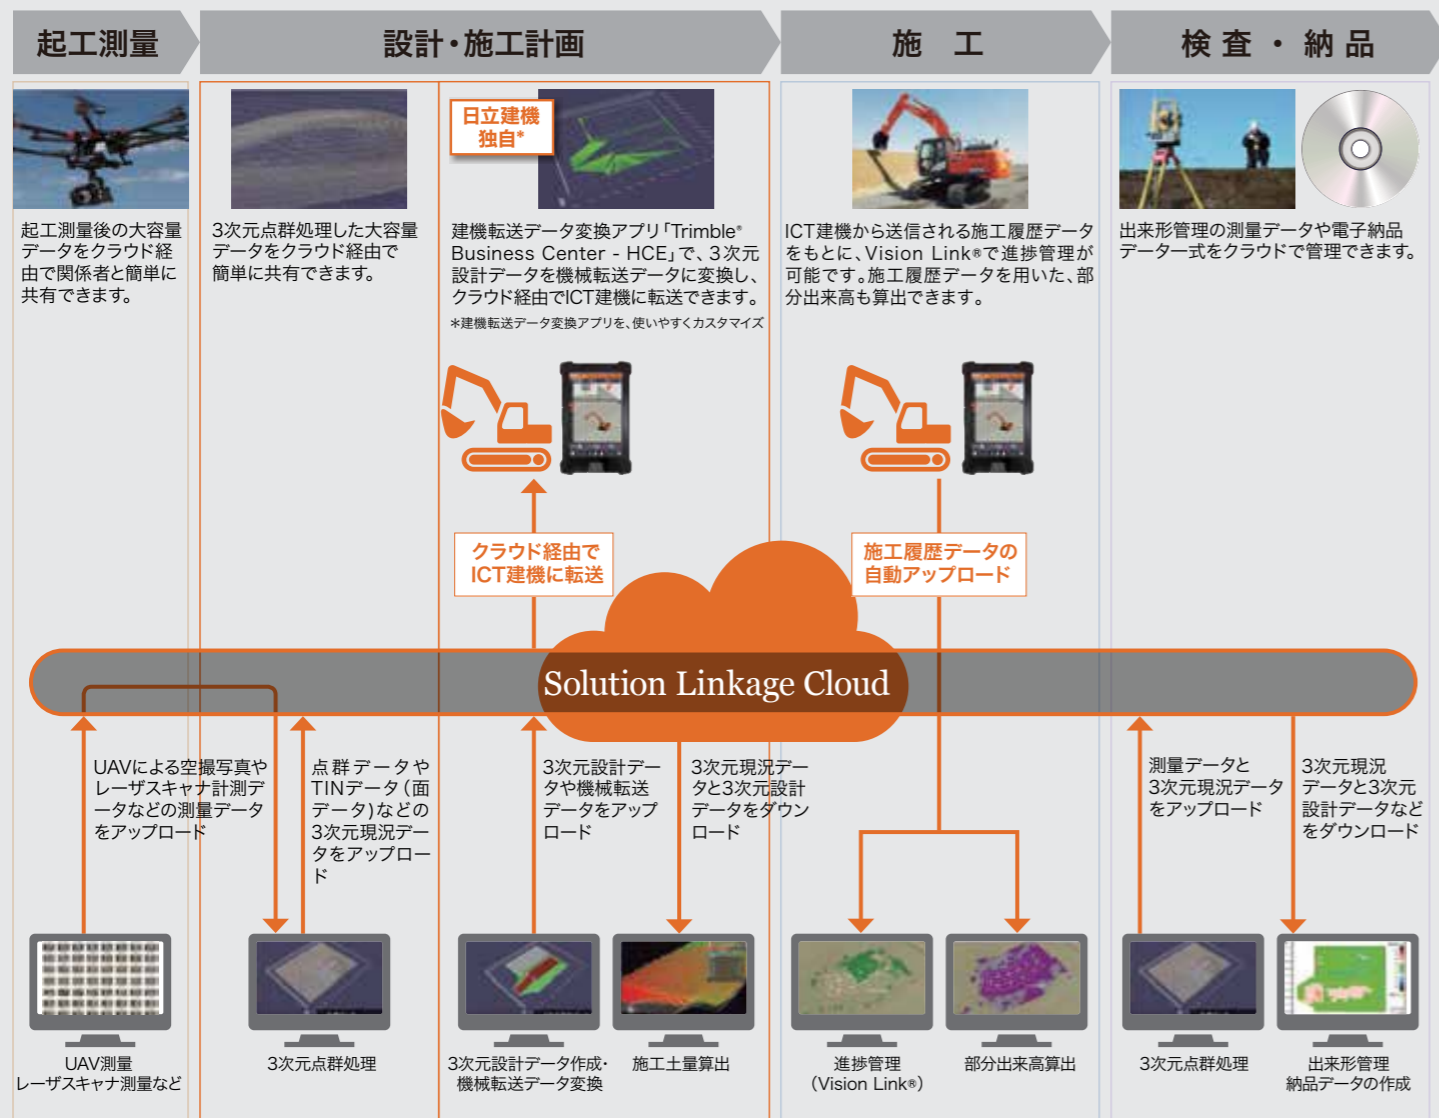 起工測量
設計・施工計画
施 工
検 査 ・ 納 品
起工測量後の大容量
データをクラウド経
由で関係者と簡単に
共有できます。
3次元点群処理した大容量
データをクラウド経由で
簡単に共有できます。
日立建機
独自*
建機転送データ変換アプリ「Trimble®
Business Center - HCE」で、3次元
設計データを機械転送データに変換し、
クラウド経由でICT建機に転送できます。
*建機転送データ変換アプリを、使いやすくカスタマイズ
ICT建機から送信される施工履歴データ
をもとに、Vision Link®で進捗管理が
可能です。施工履歴データを用いた、部
分出来高も算出できます。
出来形管理の測量データや電子納品
データ一式をクラウドで管理できます。
クラウド経由で
ICT建機に転送
施工履歴データの
自動アップロード
Solution Linkage Cloud
UAVによる空撮写真や
レーザスキャナ計測デ
ータなどの測量データ
をアップロード
点群データや
TINデータ(面
データ)などの
3次元現況デー
タをアップロー
ド
3次元設計デー
タや機械転送
データをアップ
ロード
3次元現況デー
タと3次元設計
データをダウン
ロード
測量データと
3次元現況データ
をアップロード
3次元現況
データと3次元
設計データなど
をダウンロード
UAV測量
レーザスキャナ測量など
3次元点群処理
3次元設計データ作成・
機械転送データ変換
施工土量算出
進捗管理
(Vision Link®)
部分出来高算出
3次元点群処理
出来形管理
納品データの作成